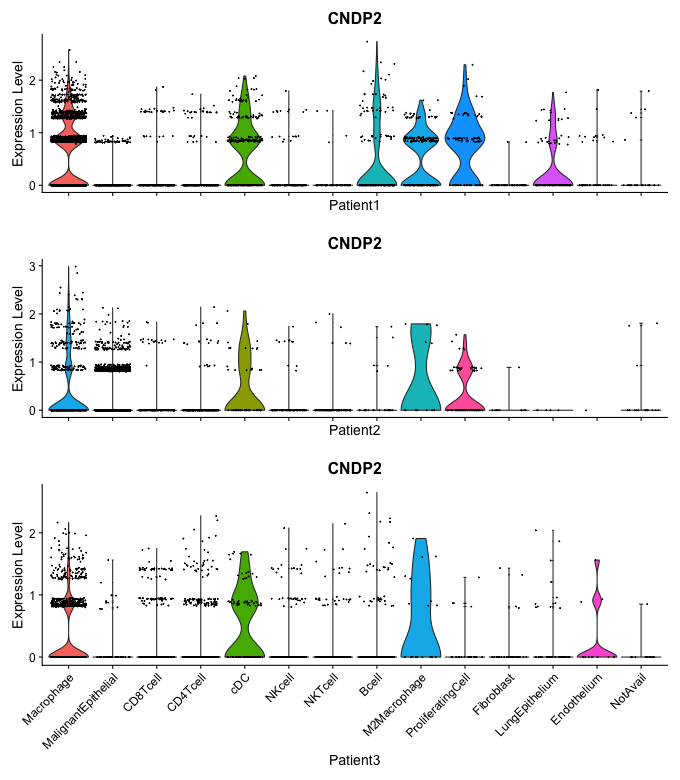 CNDP2
Expression Level
2
1
0
Patient1
CNDP2
Expression Level
3
2
1
0
Patient2
CNDP2
Expression Level
2
1
0
Macrophage
MalignantEpithelial
CD8Tcell
CD4Tcell
cDC
NKcell
NKTcell
Bcell
M2Macrophage
ProliferatingCell
Fibroblast
LungEpithelium
Endothelium
NotAvail
Patient3